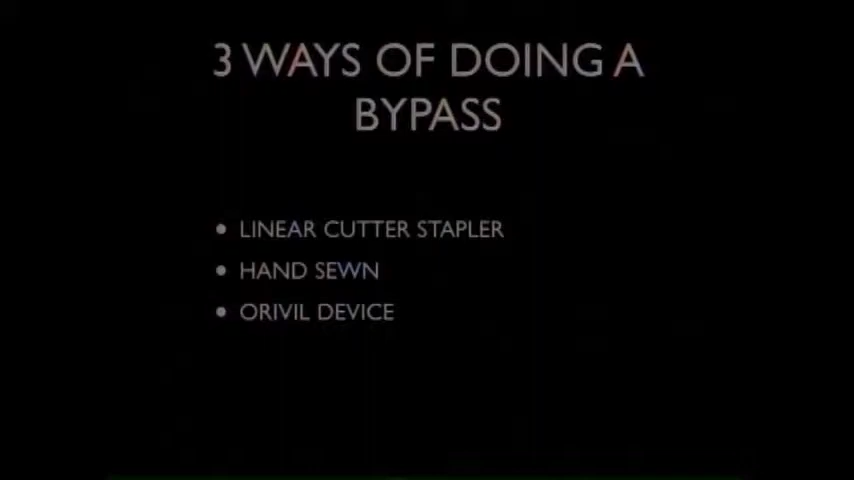 3 WAYS OF DOING A
BYPASS
• LINEAR CUTTER STAPLER
• HAND SEWN
• ORIVIL DEVICE